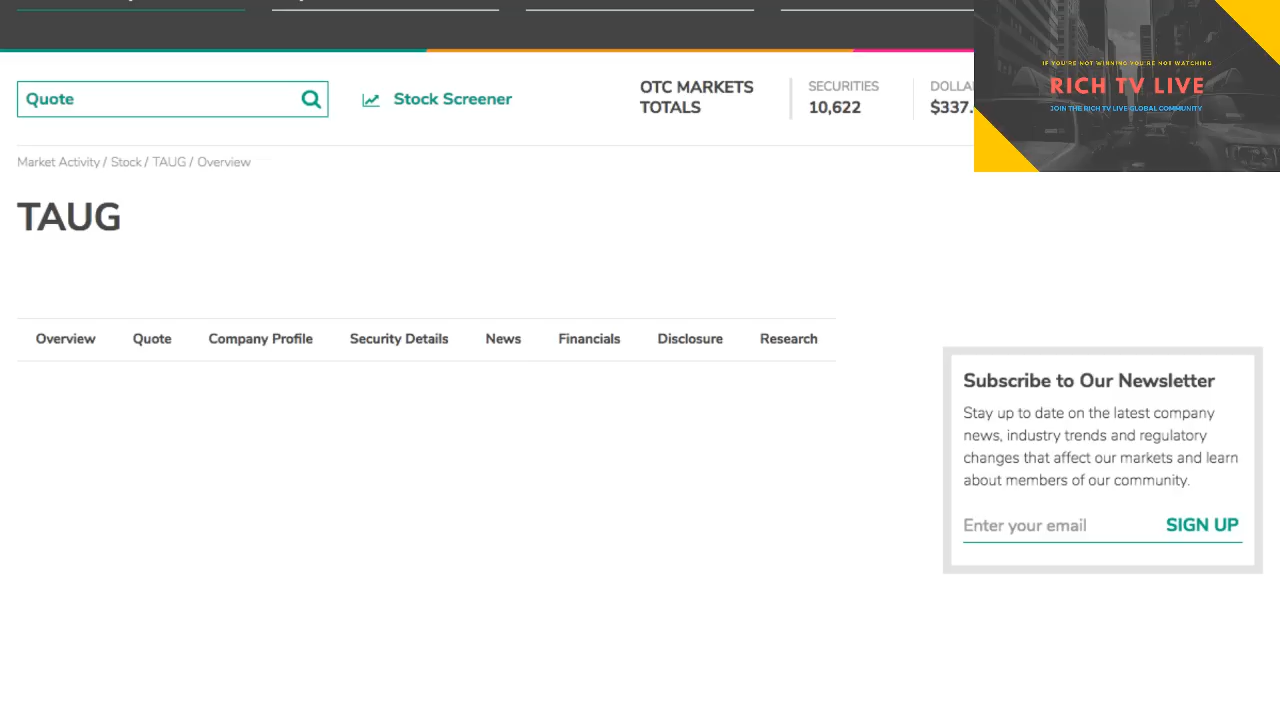 Quote
Stock Screener
OTC MARKETS
TOTALS
SECURITIES
10,622
DOLLA
$337.
IF YOU'RE NOT WINNING YOU'RE NOT WATCHING
RICH TV LIVE
JOIN THE RICH TV LIVE GLOBAL COMMUNITY
Market Activity / Stock / TAUG / Overview
TAUG
Overview Quote Company Profile Security Details News Financials Disclosure Research
Subscribe to Our Newsletter
Stay up to date on the latest company
news, industry trends and regulatory
changes that affect our markets and learn
about members of our community.
Enter your email SIGN UP